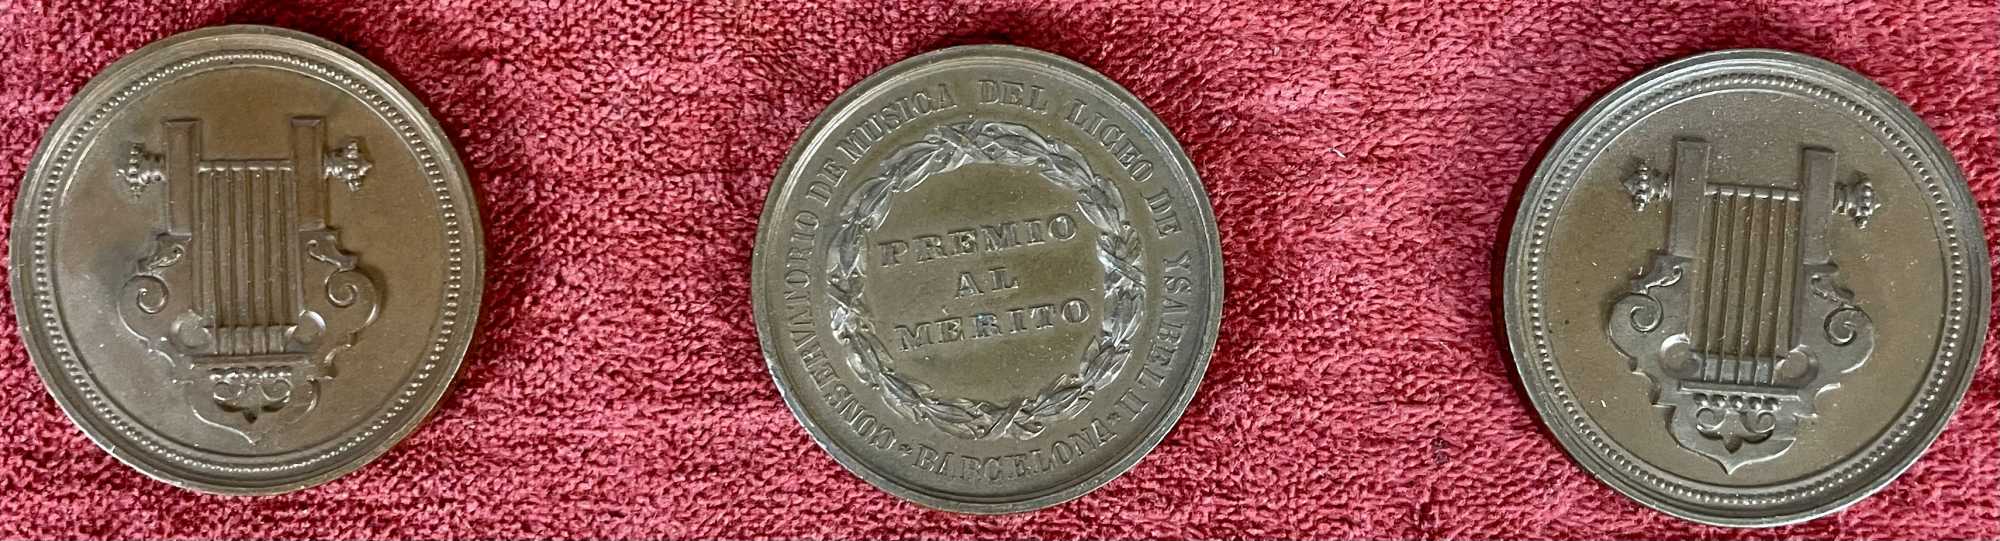 CONSERVATORIO DE MUSICA DEL LICEO DE YSABEL II
* BARCELONA *
PREMIO
AL
MERITO